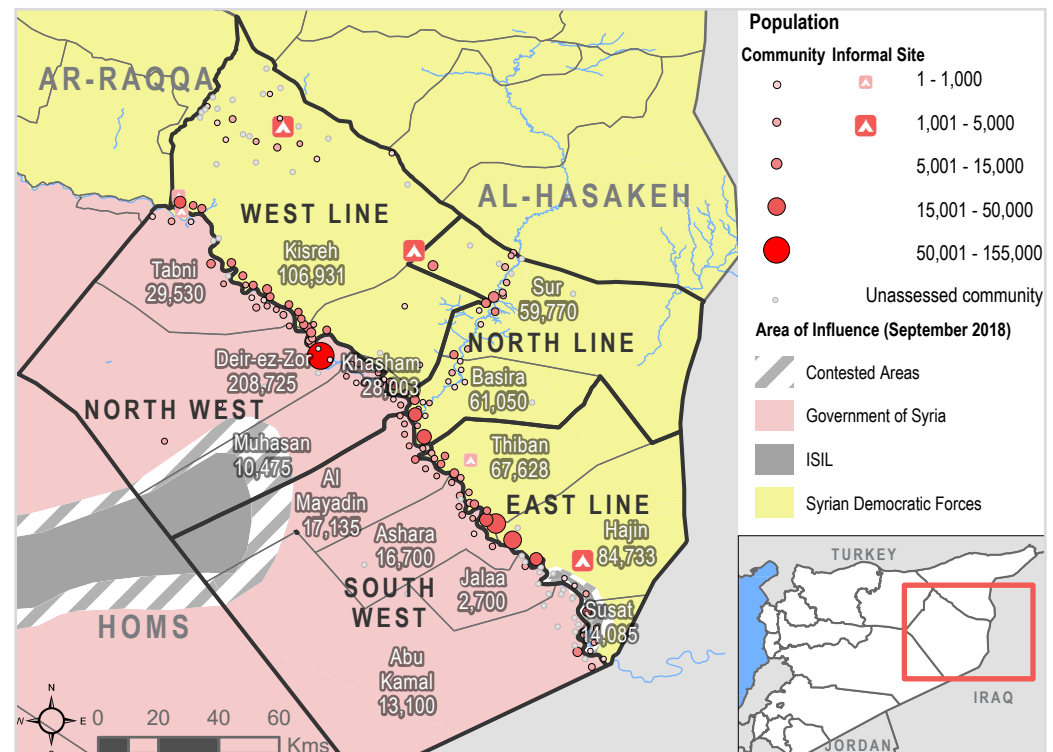 AR-RAQQA
AL-HASAKEH
WEST LINE
Kisreh
106,931
Tabni
29,530
Sur
59,770
NORTH LINE
Deir-ez-Zor
208,725
Khasham
28,003
Basira
61,050
NORTH WEST
Muhasan
10,475
Thiban
67,628
Al
Mayadin
17,135
EAST LINE
Ashara
16,700
Hajin
84,733
Jalaa
2,700
SOUTH
WEST
Susat
14,085
HOMS
Abu
Kamal
13,100
N
W
E
0 20 40 60
Kms
Population
Community Informal Site
1 - 1,000
1,001 - 5,000
5,001 - 15,000
15,001 - 50,000
50,001 - 155,000
Unassessed community
Area of Influence (September 2018)
Contested Areas
Government of Syria
ISIL
Syrian Democratic Forces
TURKEY
IRAQ
JORDAN